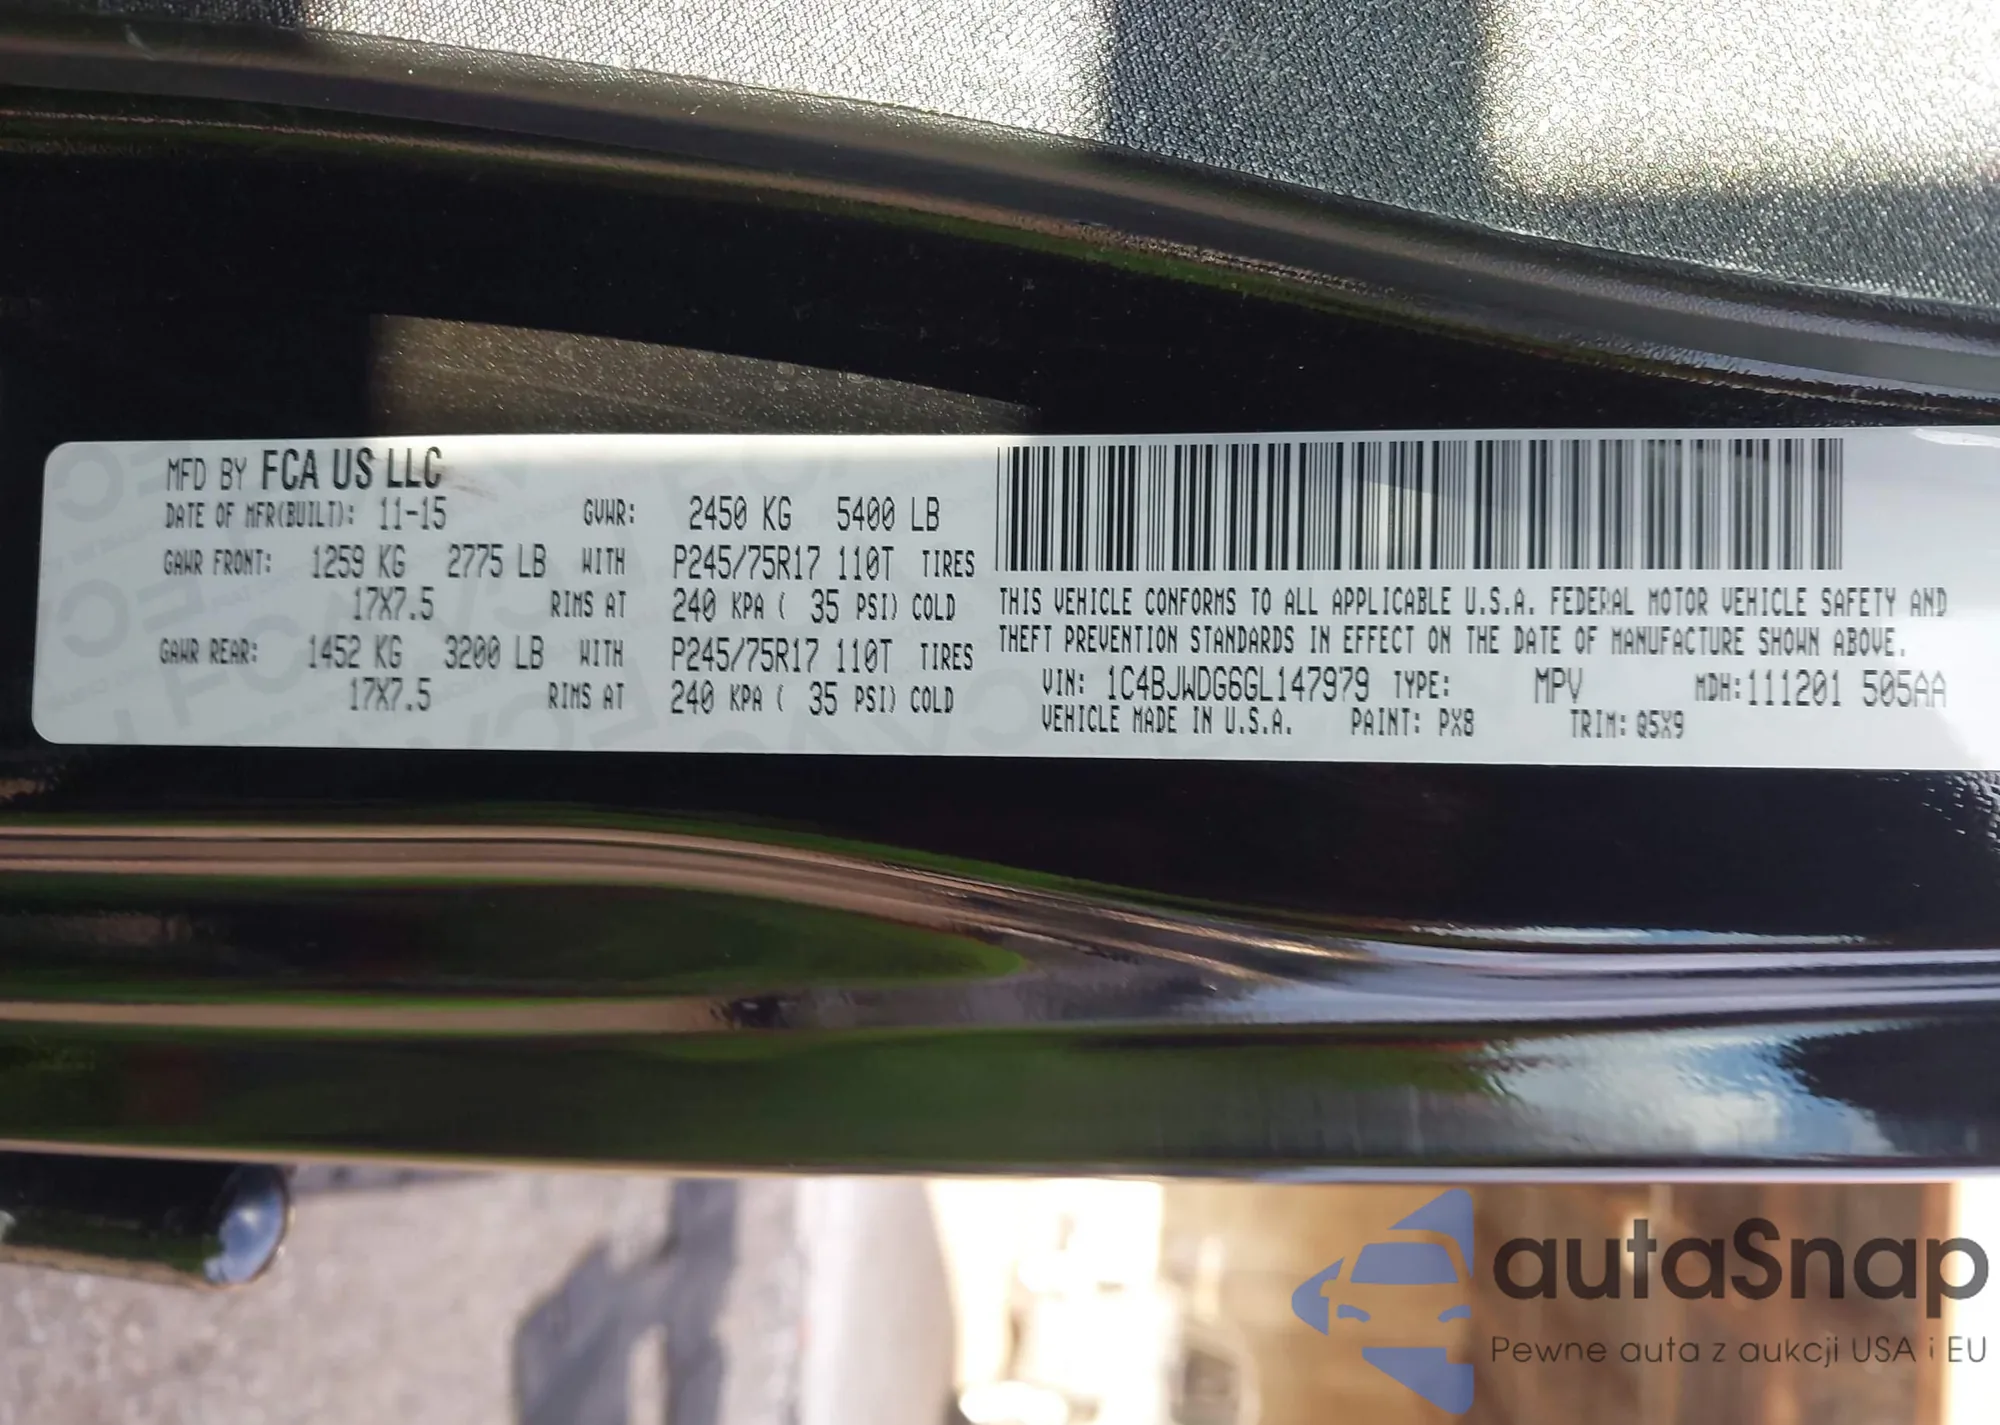 MFD BY FCA US LLC
DATE OF MFR(BUILT): 11-15 GVWR: 2450 KG 5400 LB
GAWR FRONT: 1259 KG 2775 LB WITH P245/75R17 110T TIRES
17X7.5 RIMS AT 240 KPA ( 35 PSI) COLD
GAWR REAR: 1452 KG 3200 LB WITH P245/75R17 110T TIRES
17X7.5 RIMS AT 240 KPA ( 35 PSI) COLD
THIS VEHICLE CONFORMS TO ALL APPLICABLE U.S.A. FEDERAL MOTOR VEHICLE SAFETY AND
THEFT PREVENTION STANDARDS IN EFFECT ON THE DATE OF MANUFACTURE SHOWN ABOVE.
VIN: 1C4BJWDG6GL147979 TYPE: MPV MDH:111201 505AA
VEHICLE MADE IN U.S.A. PAINT: PX8 TRIM: Q5X9
autaSnap
Pewne auta z aukcji USA i EU